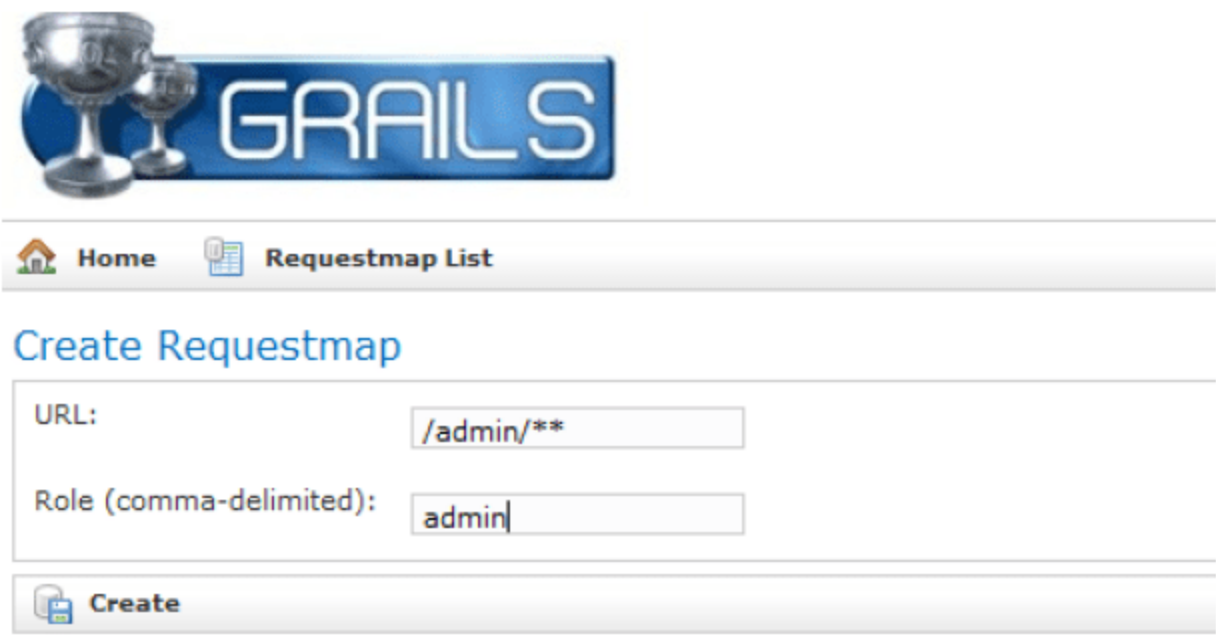 GRAILS
Home Requestmap List
Create Requestmap
URL: /admin/**
Role (comma-delimited): admin
Create